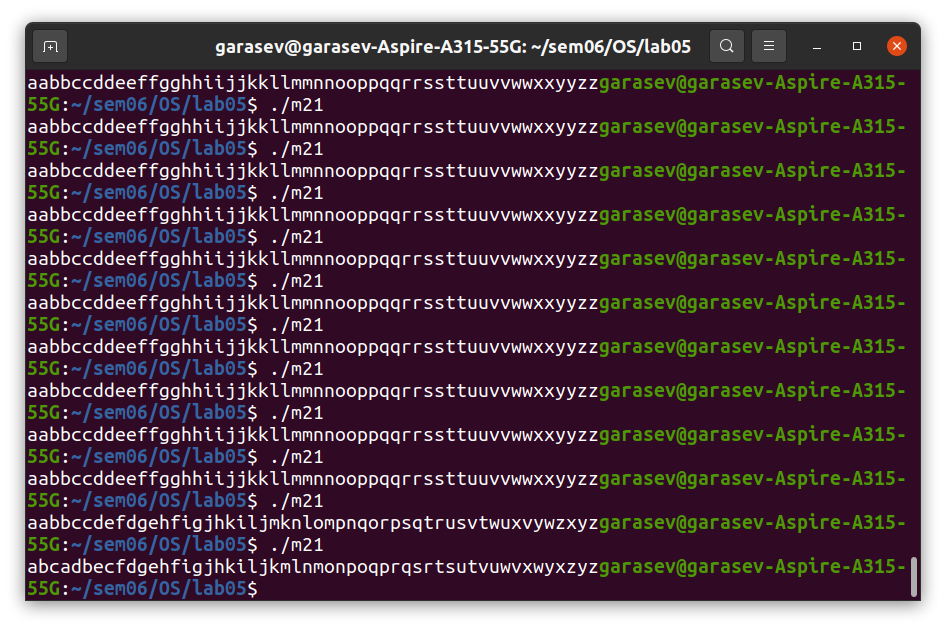 garasev@garasev-Aspire-A315-55G: ~/sem06/OS/lab05
aabbccddeeffgghhiijjkkllmmnnooppqqrrssttuuvvwwxxyyzzgarasev@garasev-Aspire-A315-
55G:~/sem06/OS/lab05$ ./m21
aabbccddeeffgghhiijjkkllmmnnooppqqrrssttuuvvwwxxyyzzgarasev@garasev-Aspire-A315-
55G:~/sem06/OS/lab05$ ./m21
aabbccddeeffgghhiijjkkllmmnnooppqqrrssttuuvvwwxxyyzzgarasev@garasev-Aspire-A315-
55G:~/sem06/OS/lab05$ ./m21
aabbccddeeffgghhiijjkkllmmnnooppqqrrssttuuvvwwxxyyzzgarasev@garasev-Aspire-A315-
55G:~/sem06/OS/lab05$ ./m21
aabbccddeeffgghhiijjkkllmmnnooppqqrrssttuuvvwwxxyyzzgarasev@garasev-Aspire-A315-
55G:~/sem06/OS/lab05$ ./m21
aabbccddeeffgghhiijjkkllmmnnooppqqrrssttuuvvwwxxyyzzgarasev@garasev-Aspire-A315-
55G:~/sem06/OS/lab05$ ./m21
aabbccddeeffgghhiijjkkllmmnnooppqqrrssttuuvvwwxxyyzzgarasev@garasev-Aspire-A315-
55G:~/sem06/OS/lab05$ ./m21
aabbccddeeffgghhiijjkkllmmnnooppqqrrssttuuvvwwxxyyzzgarasev@garasev-Aspire-A315-
55G:~/sem06/OS/lab05$ ./m21
aabbccddeeffgghhiijjkkllmmnnooppqqrrssttuuvvwwxxyyzzgarasev@garasev-Aspire-A315-
55G:~/sem06/OS/lab05$ ./m21
aabbccddeeffgghhiijjkkllmmnnooppqqrrssttuuvvwwxxyyzzgarasev@garasev-Aspire-A315-
55G:~/sem06/OS/lab05$ ./m21
aabbccdefdgehfigjhkiljmknlompnqorpsqtrusvtwuxvywzxyzgarasev@garasev-Aspire-A315-
55G:~/sem06/OS/lab05$ ./m21
abcadbecfdgehfigjhkiljkmlnmonpoqprqsrtsutvuwvxwyxzyzgarasev@garasev-Aspire-A315-
55G:~/sem06/OS/lab05$